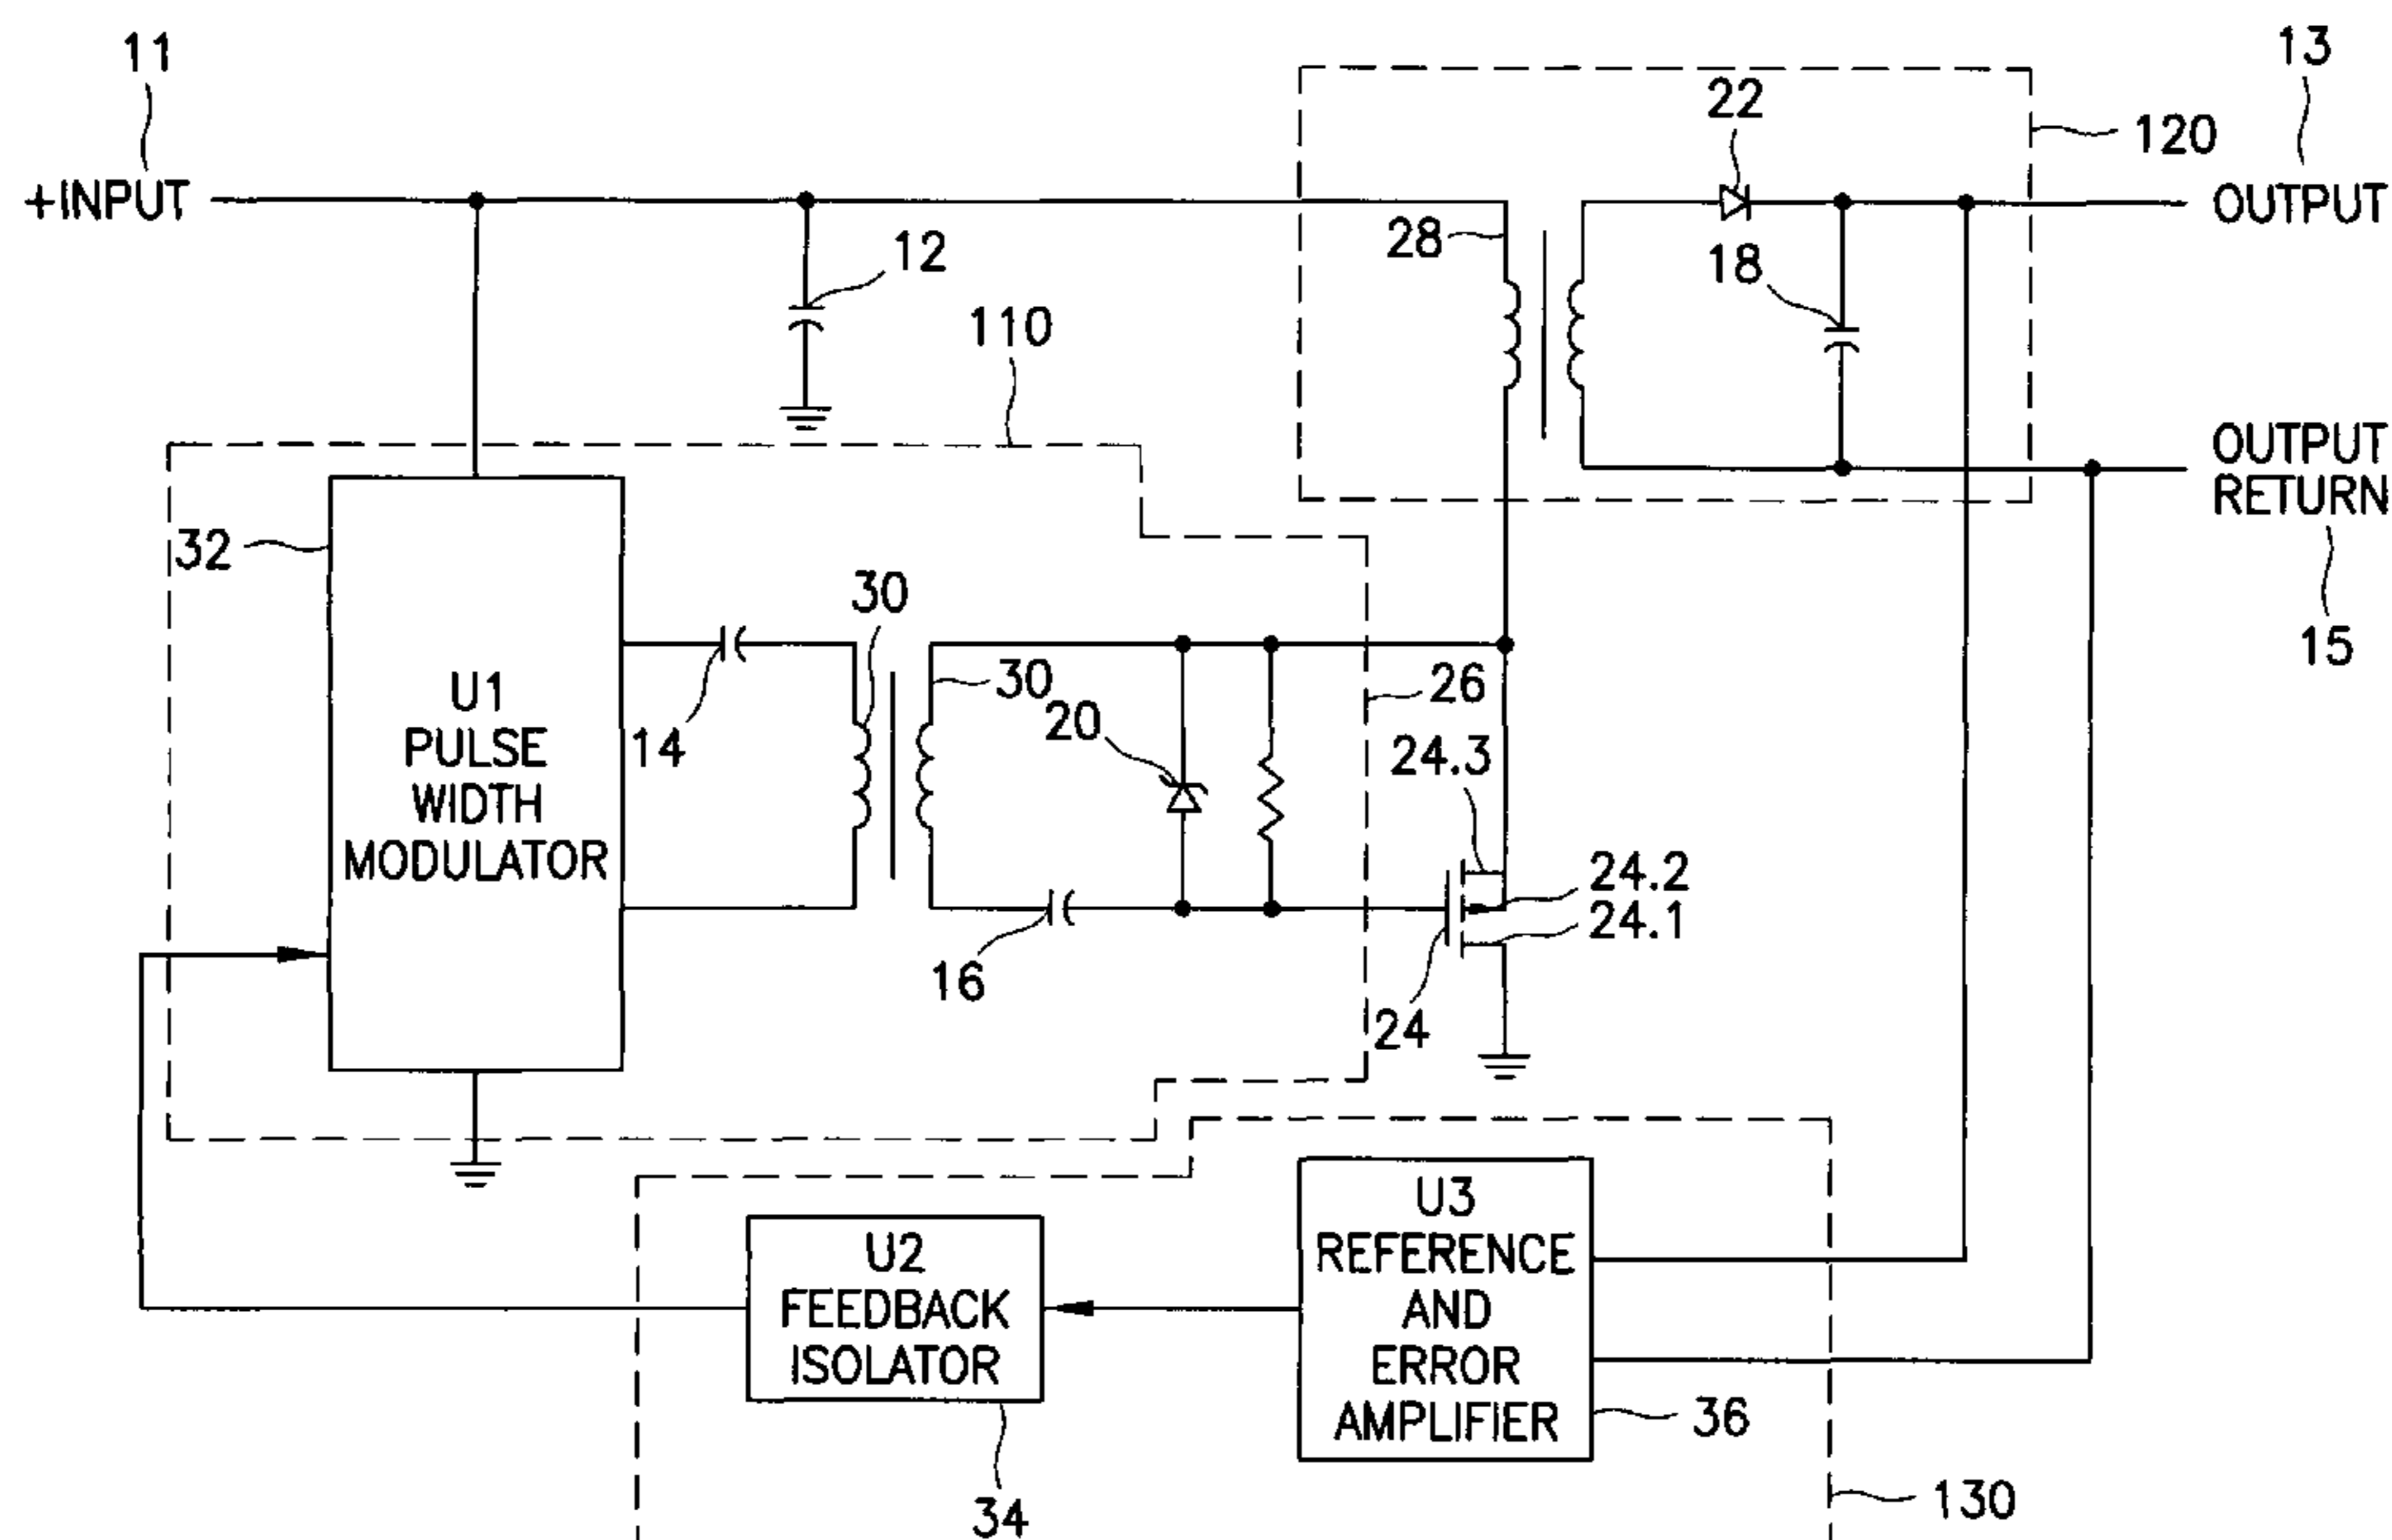 11
13
22
120
+INPUT
OUTPUT
28
12
18
110
OUTPUT
RETURN
32
30
15
30
26
20
14
24.3
U1
PULSE
WIDTH
MODULATOR
24.2
24.1
16
24
U3
REFERENCE
AND
ERROR
AMPLIFIER
U2
FEEDBACK
ISOLATOR
36
34
130